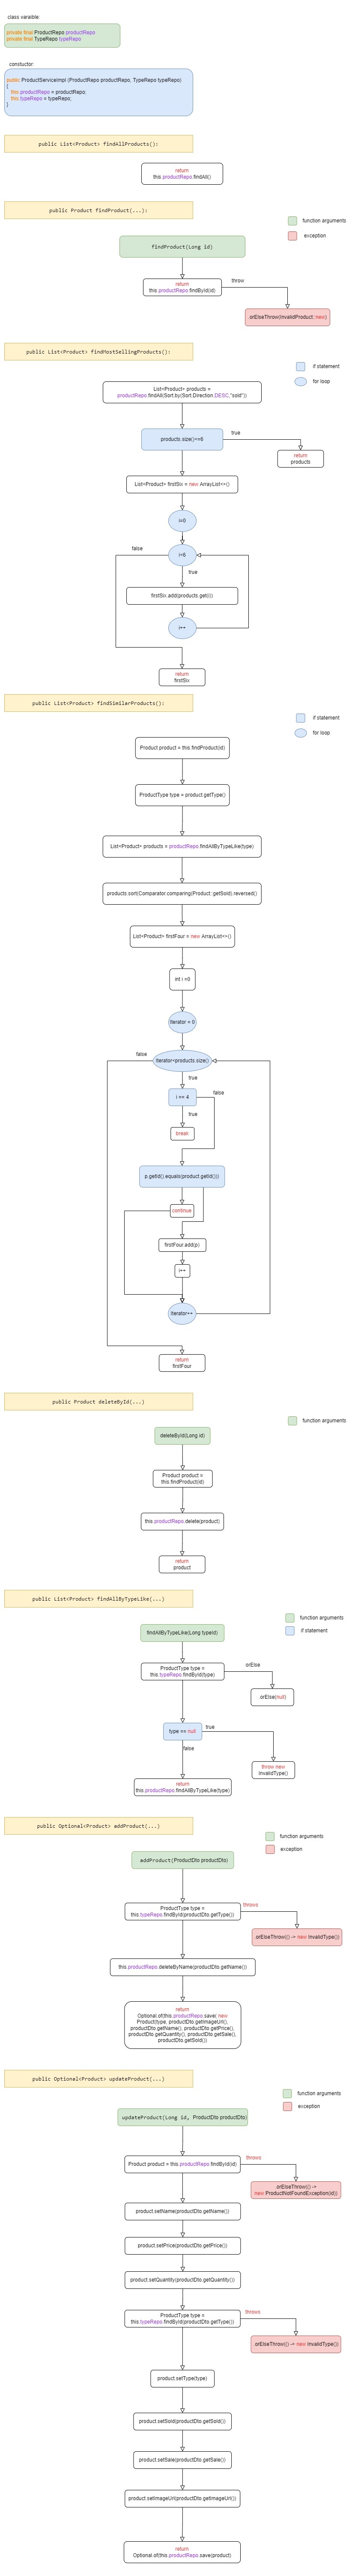 class varaible:
private final ProductRepo productRepo
private final TypeRepo typeRepo
constuctor:
public ProductServiceImpl (ProductRepo productRepo, TypeRepo typeRepo)
{
this.productRepo = productRepo;
this.typeRepo = typeRepo;
}
public List<Product> findAllProducts():
return
this.productRepo.findAll()
public Product findProduct(...):
function arguments
exception
findProduct(Long id)
return
this.productRepo.findById(id)
throw
.orElseThrow(InvalidProduct::new)
public List<Product> findMostSellingProducts():
if statement
for loop
List<Product> products =
productRepo.findAll(Sort.by(Sort.Direction.DESC,"sold"))
products.size()<=6
true
return
products
List<Product> firstSix = new ArrayList<>()
i=0
false
i<6
true
firstSix.add(products.get(i))
i++
return
firstSix
public List<Product> findSimilarProducts():
if statement
for loop
Product product = this.findProduct(id)
ProductType type = product.getType()
List<Product> products = productRepo.findAllByTypeLike(type)
products.sort(Comparator.comparing(Product::getSold).reversed()
List<Product> firstFour = new ArrayList<>()
int i =0
Iterator = 0
false
Iterator<products.size()
true
i == 4
false
true
break
p.getId().equals(product.getId()))
continue
firstFour.add(p)
i++
Iterator++
return
firstFour
public Product deleteById(...)
function arguments
deleteById(Long id)
Product product =
this.findProduct(id)
this.productRepo.delete(product)
return
product
public List<Product> findAllByTypeLike(...)
function arguments
if statement
findAllByTypeLike(Long typeId)
ProductType type =
this.typeRepo.findById(type)
orElse
.orElse(null)
type == null
true
false
throw new
InvalidType()
return
this.productRepo.findAllByTypeLike(type)
public Optional<Product> addProduct(...)
function arguments
exception
addProduct(ProductDto productDto)
ProductType type =
this.typeRepo.findById(productDto.getType())
throws
.orElseThrow(() -> new InvalidType())
this.productRepo.deleteByName(productDto.getName())
return
Optional.of(this.productRepo.save( new
Product(type, productDto.getImageUrl(),
productDto.getName(), productDto.getPrice(),
productDto.getQuantity(), productDto.getSale(),
productDto.getSold())
public Optional<Product> updateProduct(...)
function arguments
exception
updateProduct(Long id, ProductDto productDto)
Product product = this.productRepo.findById(id)
throws
.orElseThrow(() ->
new ProductNotFoundException(id))
product.setName(productDto.getName())
product.setPrice(productDto.getPrice())
product.setQuantity(productDto.getQuantity())
ProductType type =
this.typeRepo.findById(productDto.getType())
throws
.orElseThrow(() -> new InvalidType())
product.setType(type)
product.setSold(productDto.getSold())
product.setSale(productDto.getSale())
product.setImageUrl(productDto.getImageUrl())
return
Optional.of(this.productRepo.save(product)